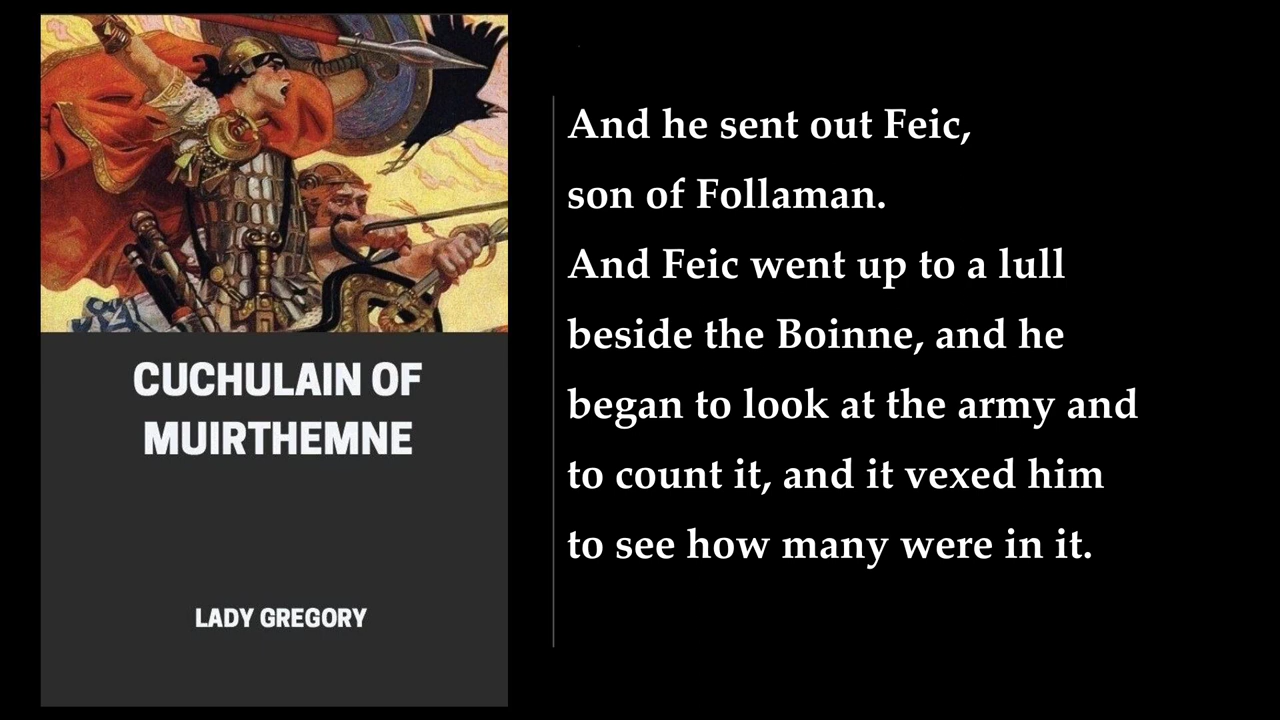 CUCHULAIN OF
MUIRTHEMNE
LADY GREGORY
And he sent out Feic,
son of Follaman.
And Feic went up to a lull
beside the Boinne, and he
began to look at the army and
to count it, and it vexed him
to see how many were in it.